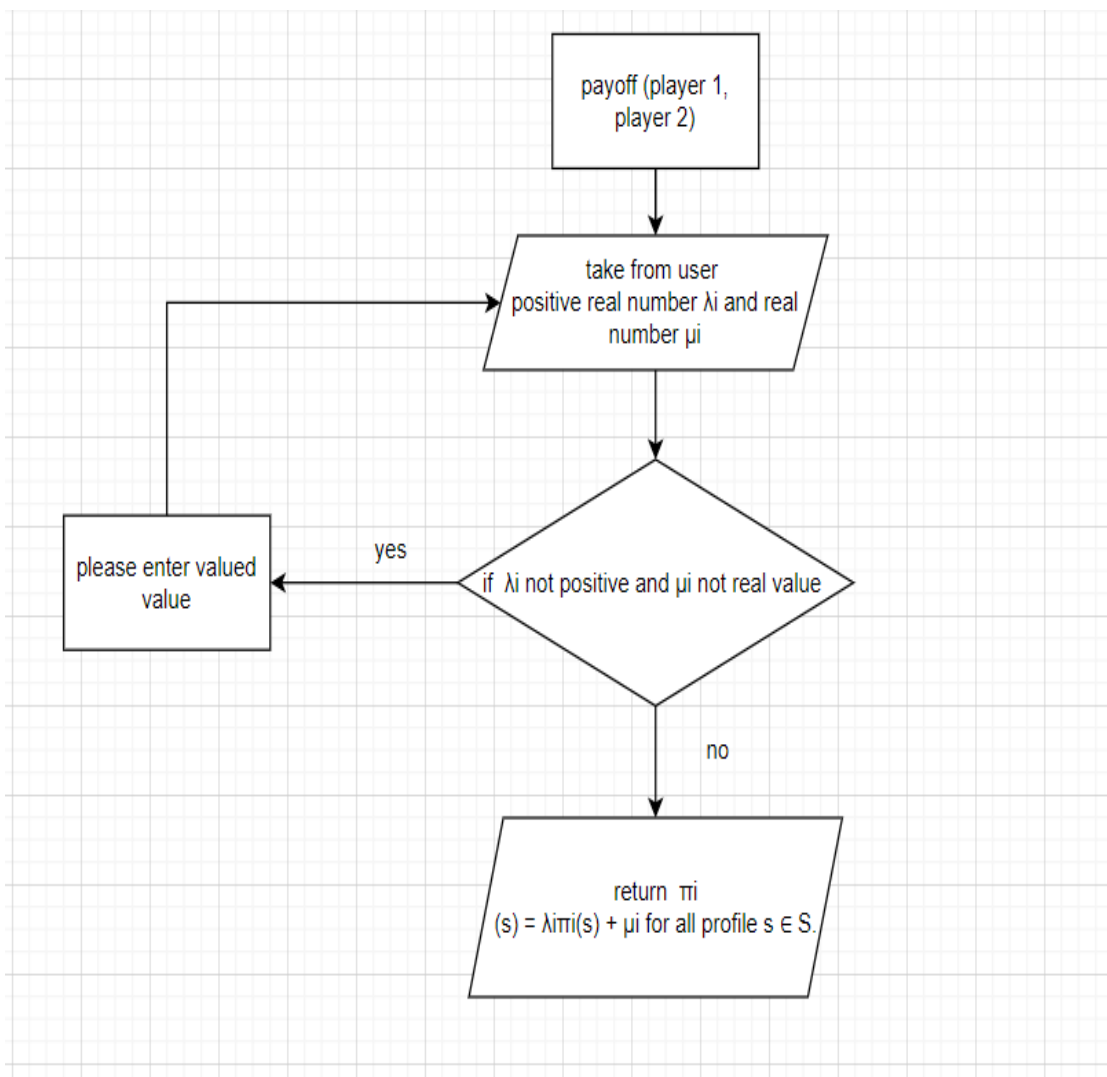 payoff (player 1,
player 2)
take from user
positive real number λi and real
number μi
if λi not positive and μi not real value
yes
please enter valued
value
no
return πi
(s) = λiπi(s) + μi for all profile s ∈ S.